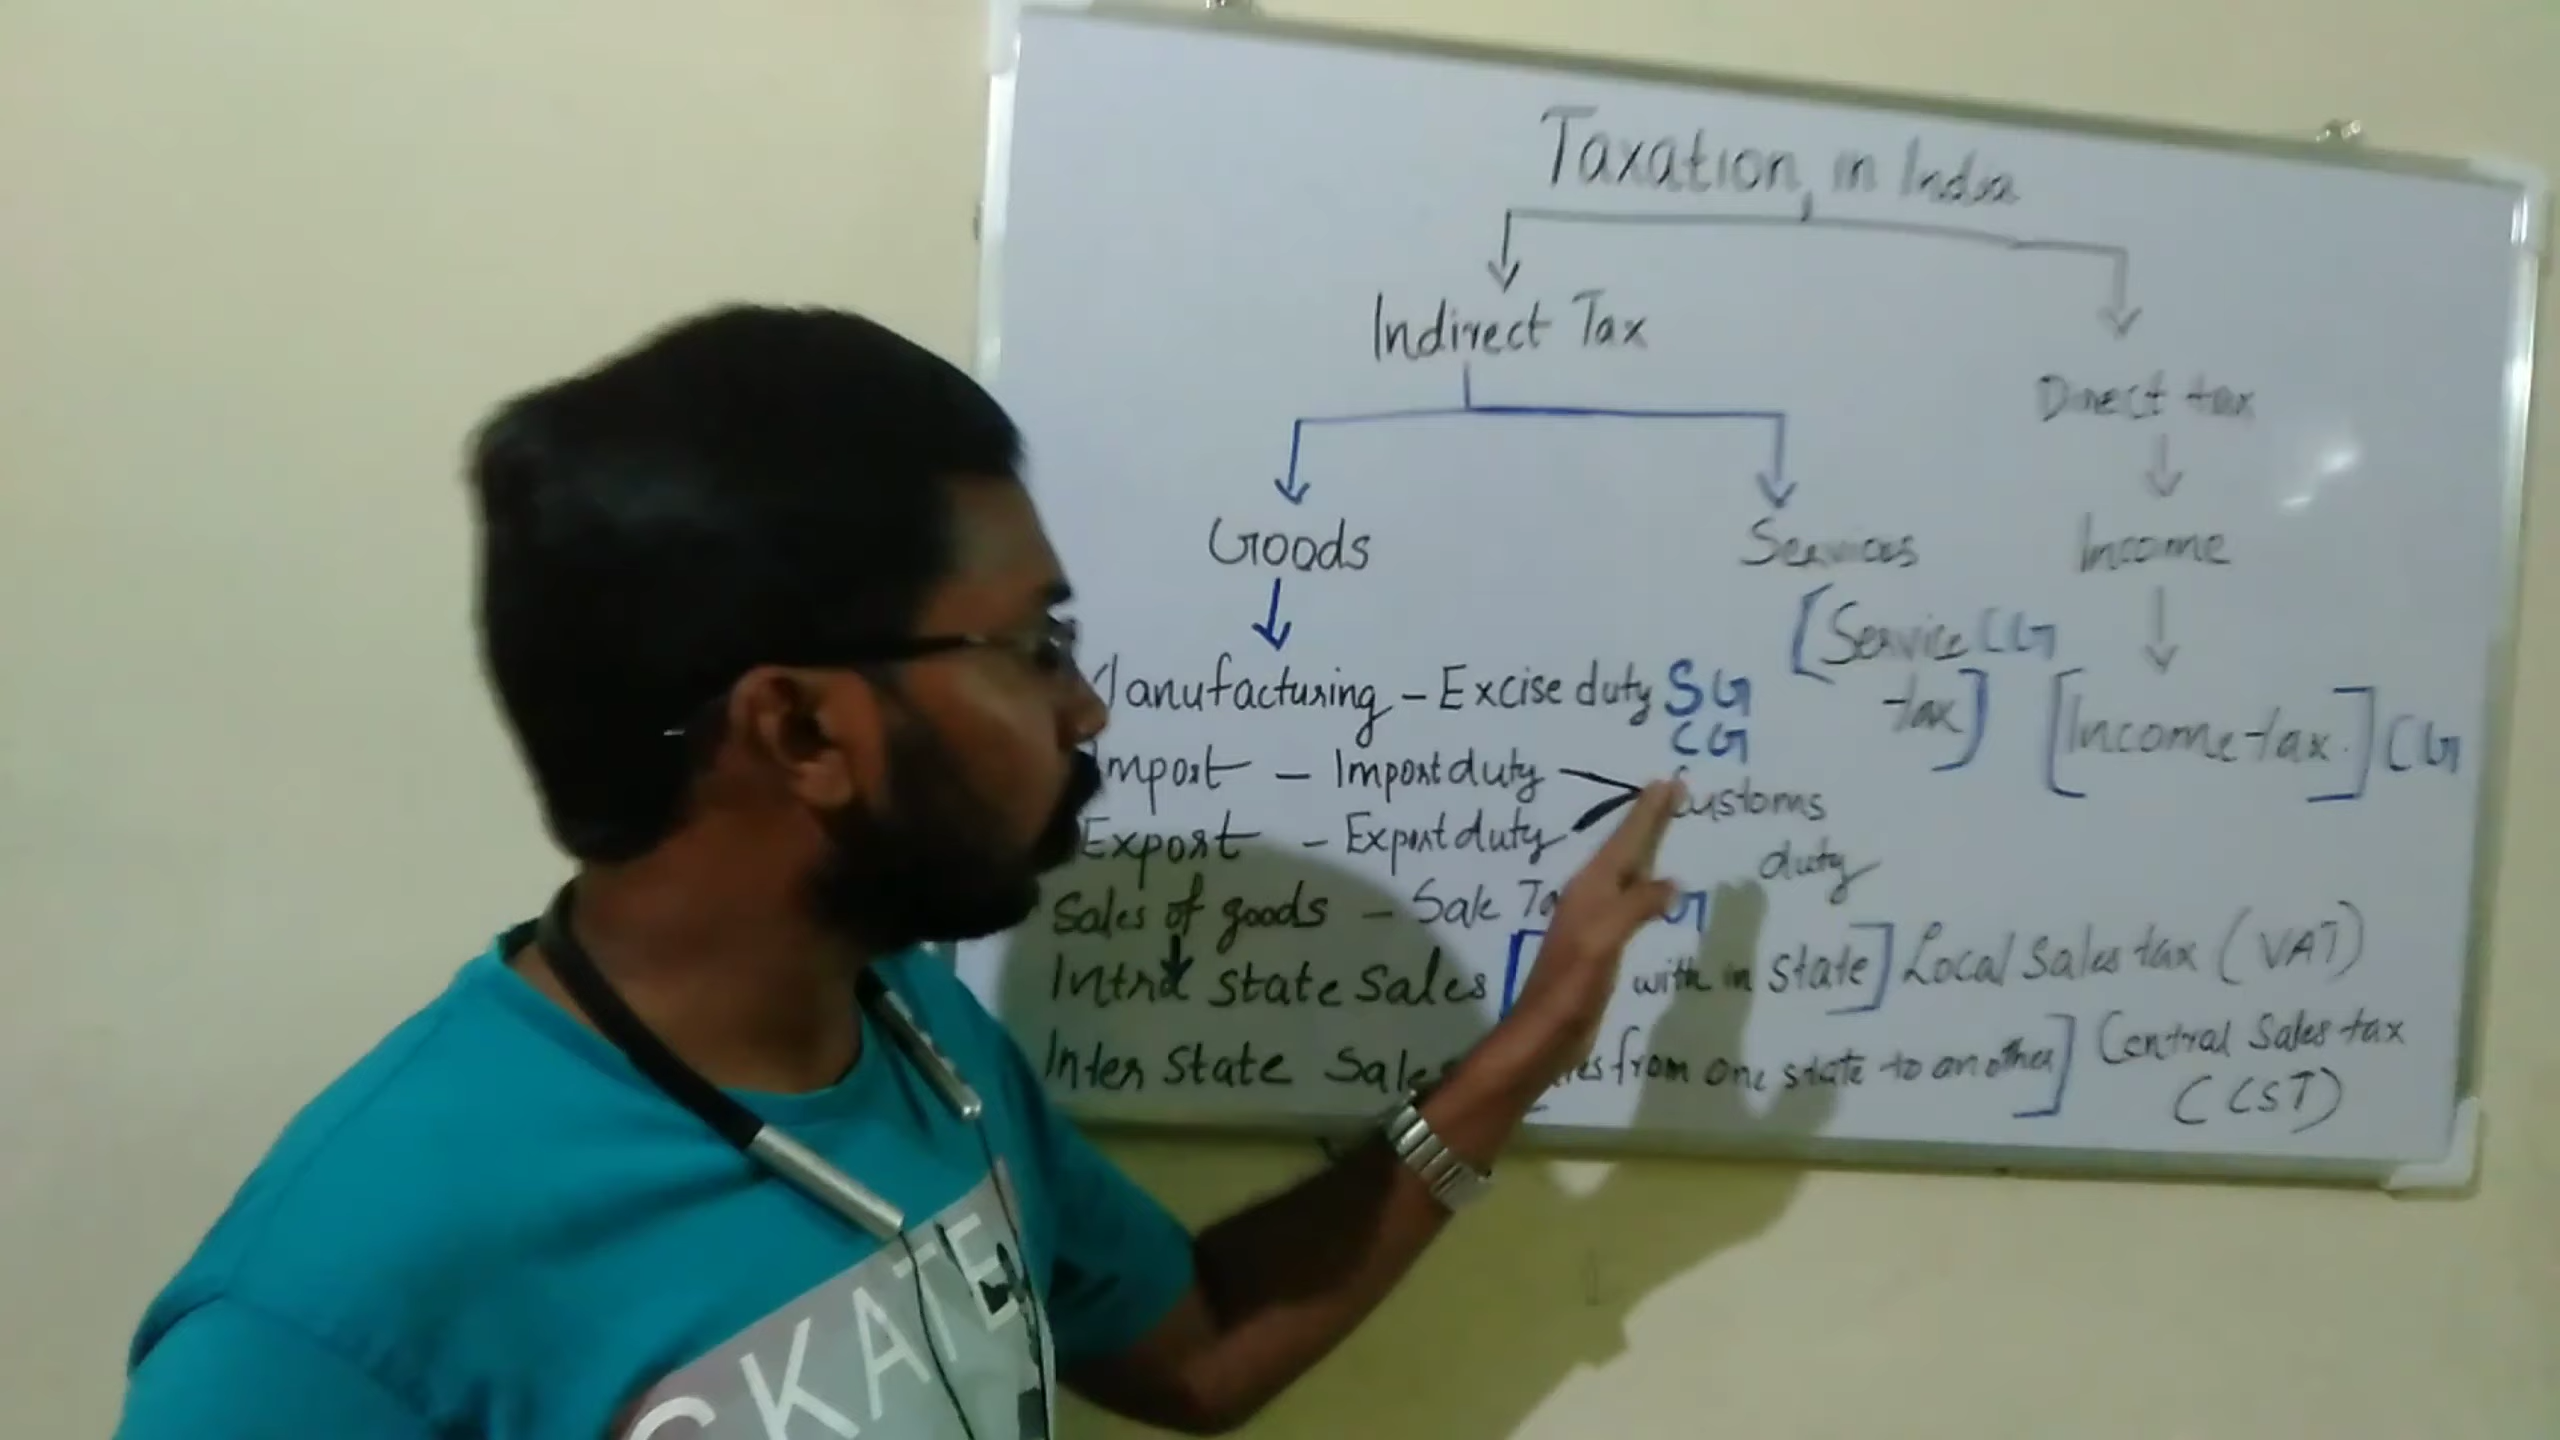 Taxation, in India
Indirect Tax
Direct tax
Goods
Services
Income
[Service CG
tax]
[Income tax.] CG
Manufacturing - Excise duty SG
CG
Import - Import duty
Customs
duty
Export - Export duty
Sales of goods - Sale
Intra state Sales [ with in state] Local Sales tax (VAT)
Inter State Sales from one state to another] Central Sales tax
(CST)
SKATE